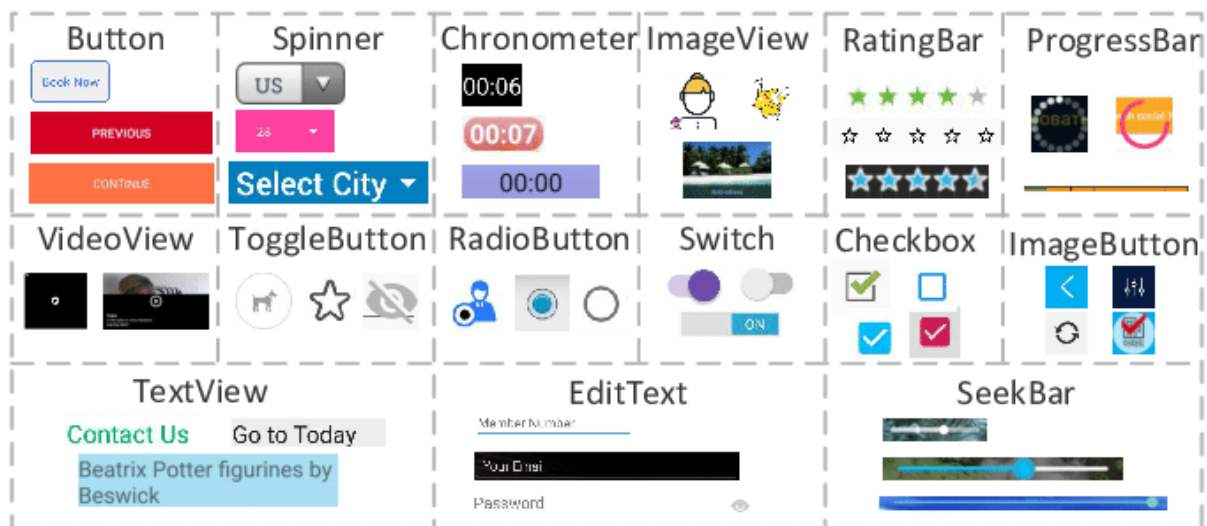 Button
Spinner
Chronometer
ImageView
RatingBar
ProgressBar
Book Now
PREVIOUS
CONTINUE
US
28
Select City
00:06
00:07
00:00
VideoView
ToggleButton
RadioButton
Switch
Checkbox
ImageButton
ON
TextView
EditText
SeekBar
Contact Us
Go to Today
Beatrix Potter figurines by
Beswick
Member Number
Your Email
Password